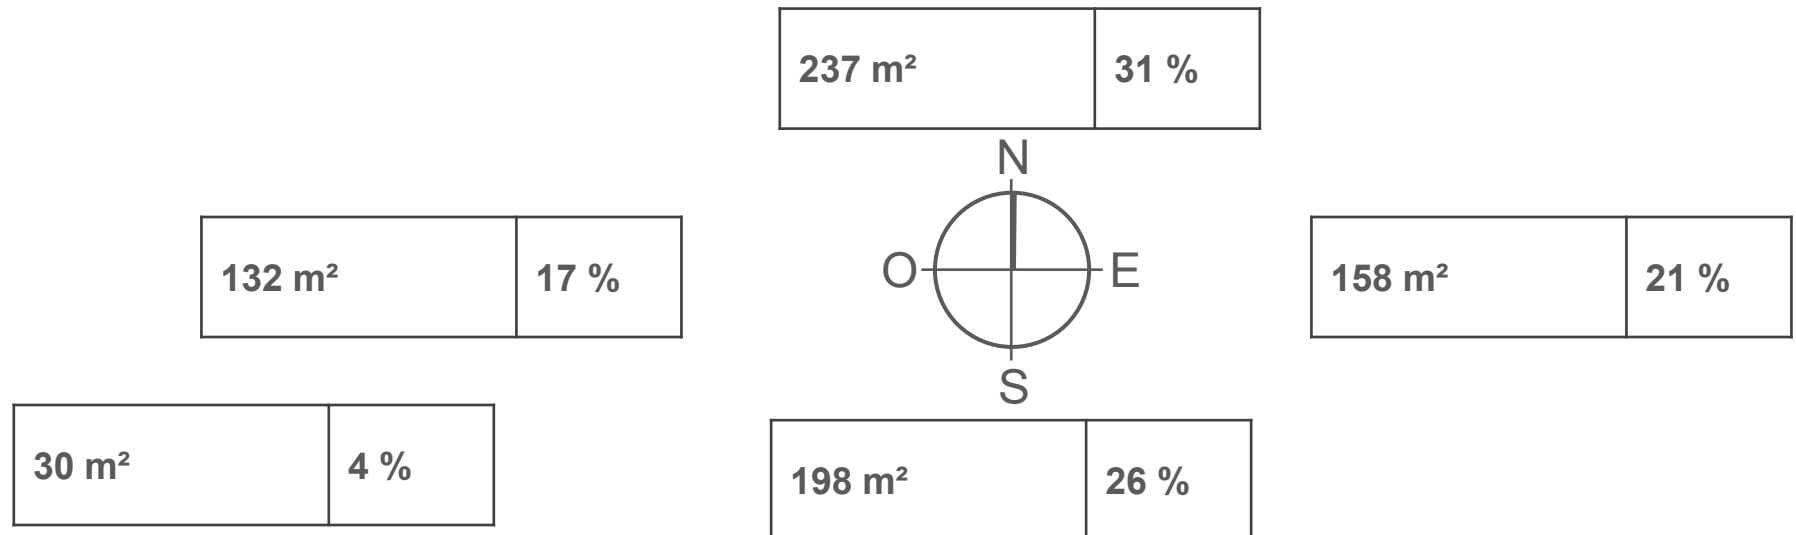 237 m² 31 %
N
132 m² 17 %
O E
158 m² 21 %
S
30 m² 4 %
198 m² 26 %